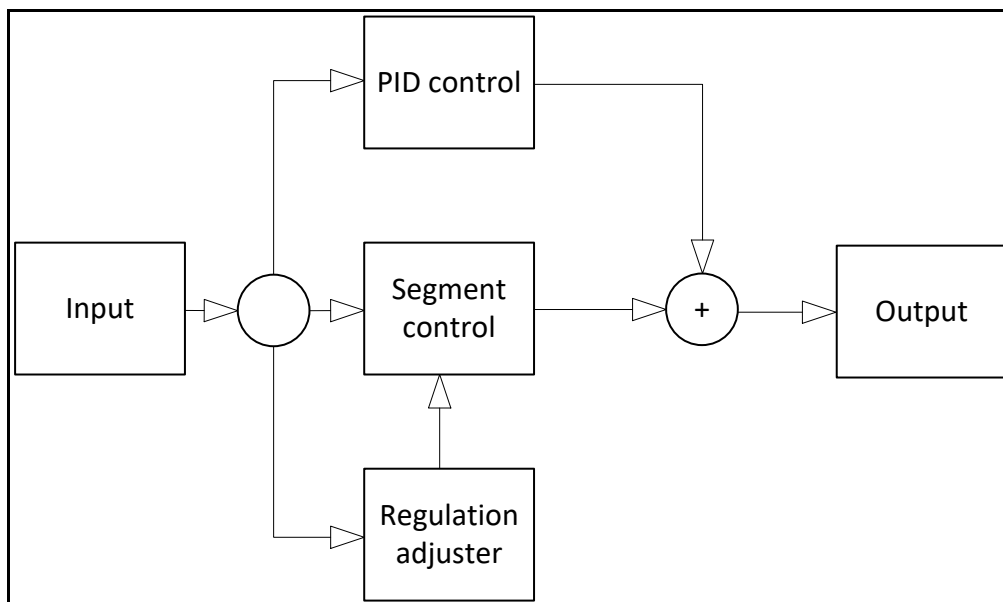 PID control
Input
Segment
control
+
Output
Regulation
adjuster